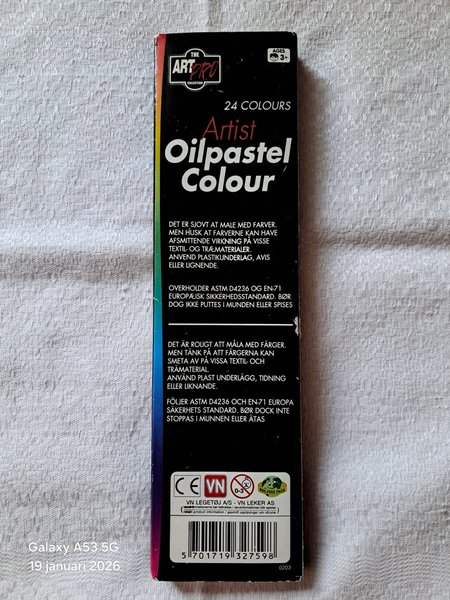 THE
ART PRO
COLLECTION
AGES
3+
24 COLOURS
Artist
Oilpastel
Colour
DET ER SJOVT AT MALE MED FARVER.
MEN HUSK AT FARVERNE KAN HAVE
AFSMITTENDE VIRKNING PÅ VISSE
TEXTIL- OG TRÆMATERIALER.
ANVEND PLASTIKUNDERLAG, AVIS
ELLER LIGNENDE.
OVERHOLDER ASTM D4236 OG EN-71
EUROPÆISK SIKKERHEDSSTANDARD. BØR
DOG IKKE PUTTES I MUNDEN ELLER SPISES
DET ÄR ROLIGT ATT MÅLA MED FÄRGER.
MEN TÄNK PÅ ATT FÄRGERNA KAN
SMETA AV PÅ VISSA TEXTIL- OCH
TRÄMATERIAL.
ANVÄND PLAST UNDERLÄGG, TIDNING
ELLER LIKNANDE.
FÖLJER ASTM D4236 OCH EN-71 EUROPA
SÄKERHETS STANDARD. BØR DOCK INTE
STOPPAS I MUNNEN ELLER ÄTAS
CE VN 0-3
VN LEGETØJ A/S - VN LEKER AS
5 701719 327598
0203
Galaxy A53 5G
19 januari 2026